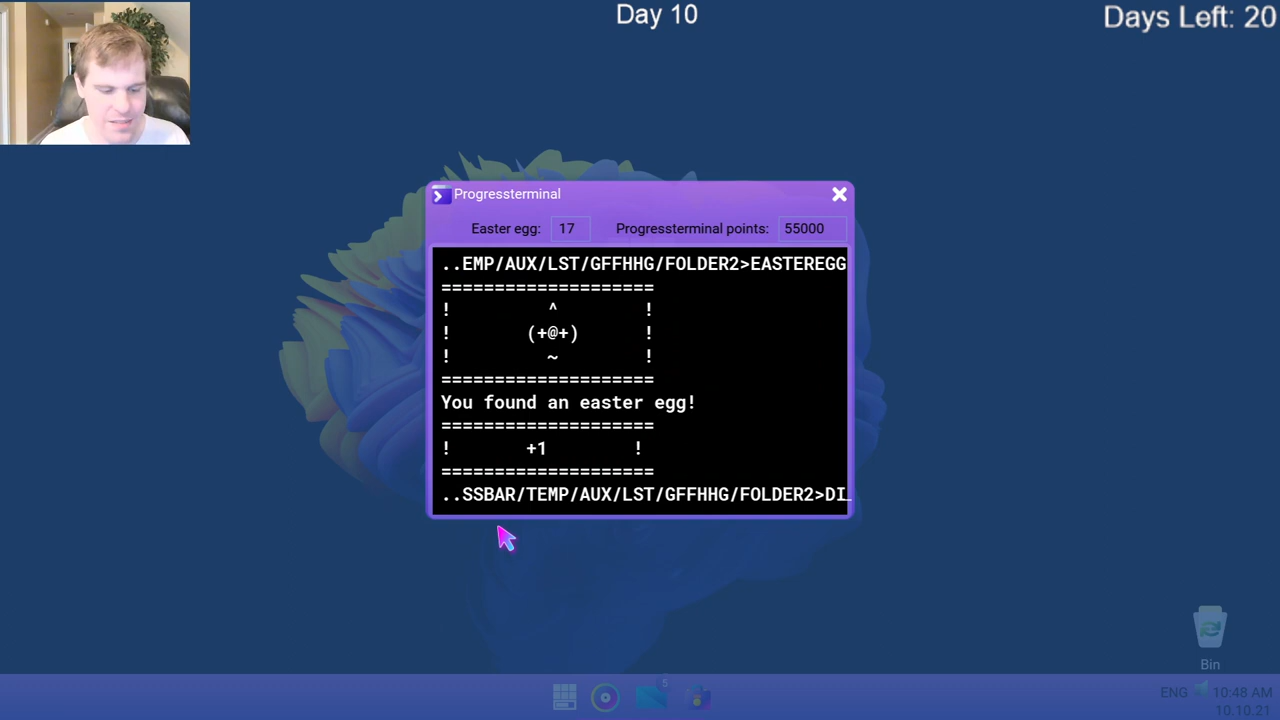 Day 10
Days Left: 20
Progressterminal
Easter egg: 17 Progressterminal points: 55000
..EMP/AUX/LST/GFFHHG/FOLDER2>EASTEREGG
====================
! ^ !
! (+@+) !
! ~ !
====================
You found an easter egg!
====================
! +1 !
====================
..SSBAR/TEMP/AUX/LST/GFFHHG/FOLDER2>DI_
Bin
5
ENG 10:48 AM
10.10.21